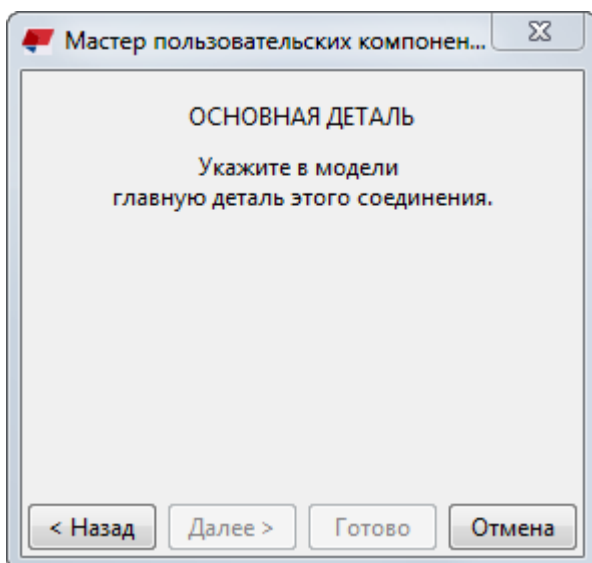 Мастер пользовательских компонен...
ОСНОВНАЯ ДЕТАЛЬ
Укажите в модели
главную деталь этого соединения.
< Назад Далее > Готово Отмена